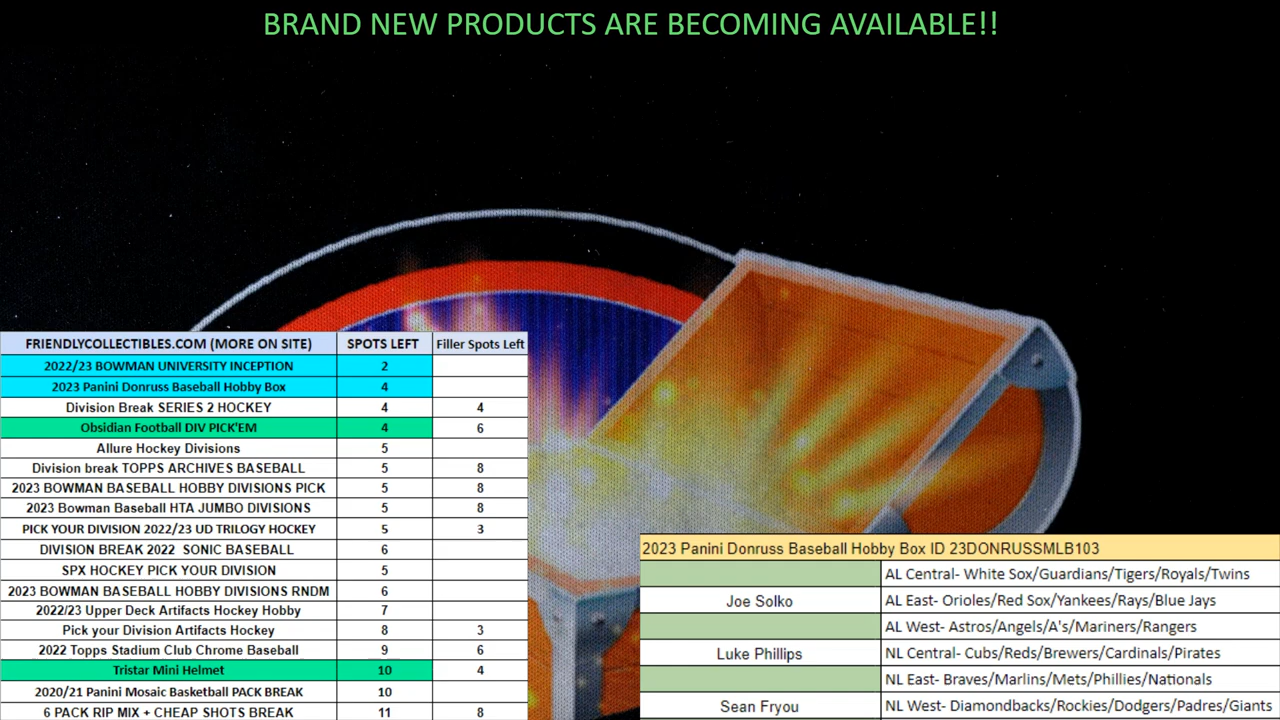 BRAND NEW PRODUCTS ARE BECOMING AVAILABLE!!
FRIENDLYCOLLECTIBLES.COM (MORE ON SITE) SPOTS LEFT Filler Spots Left
2022/23 BOWMAN UNIVERSITY INCEPTION 2
2023 Panini Donruss Baseball Hobby Box 4
Division Break SERIES 2 HOCKEY 4 4
Obsidian Football DIV PICK'EM 4 6
Allure Hockey Divisions 5
Division break TOPPS ARCHIVES BASEBALL 5 8
2023 BOWMAN BASEBALL HOBBY DIVISIONS PICK 5 8
2023 Bowman Baseball HTA JUMBO DIVISIONS 5 8
PICK YOUR DIVISION 2022/23 UD TRILOGY HOCKEY 5 3
DIVISION BREAK 2022 SONIC BASEBALL 6
SPX HOCKEY PICK YOUR DIVISION 5
2023 BOWMAN BASEBALL HOBBY DIVISIONS RNDM 6
2022/23 Upper Deck Artifacts Hockey Hobby 7
Pick your Division Artifacts Hockey 8 3
2022 Topps Stadium Club Chrome Baseball 9 6
Tristar Mini Helmet 10 4
2020/21 Panini Mosaic Basketball PACK BREAK 10
6 PACK RIP MIX + CHEAP SHOTS BREAK 11 8
2023 Panini Donruss Baseball Hobby Box ID 23DONRUSSMLB103
AL Central- White Sox/Guardians/Tigers/Royals/Twins
Joe Solko AL East- Orioles/Red Sox/Yankees/Rays/Blue Jays
AL West- Astros/Angels/A's/Mariners/Rangers
Luke Phillips NL Central- Cubs/Reds/Brewers/Cardinals/Pirates
NL East- Braves/Marlins/Mets/Phillies/Nationals
Sean Fryou NL West- Diamondbacks/Rockies/Dodgers/Padres/Giants